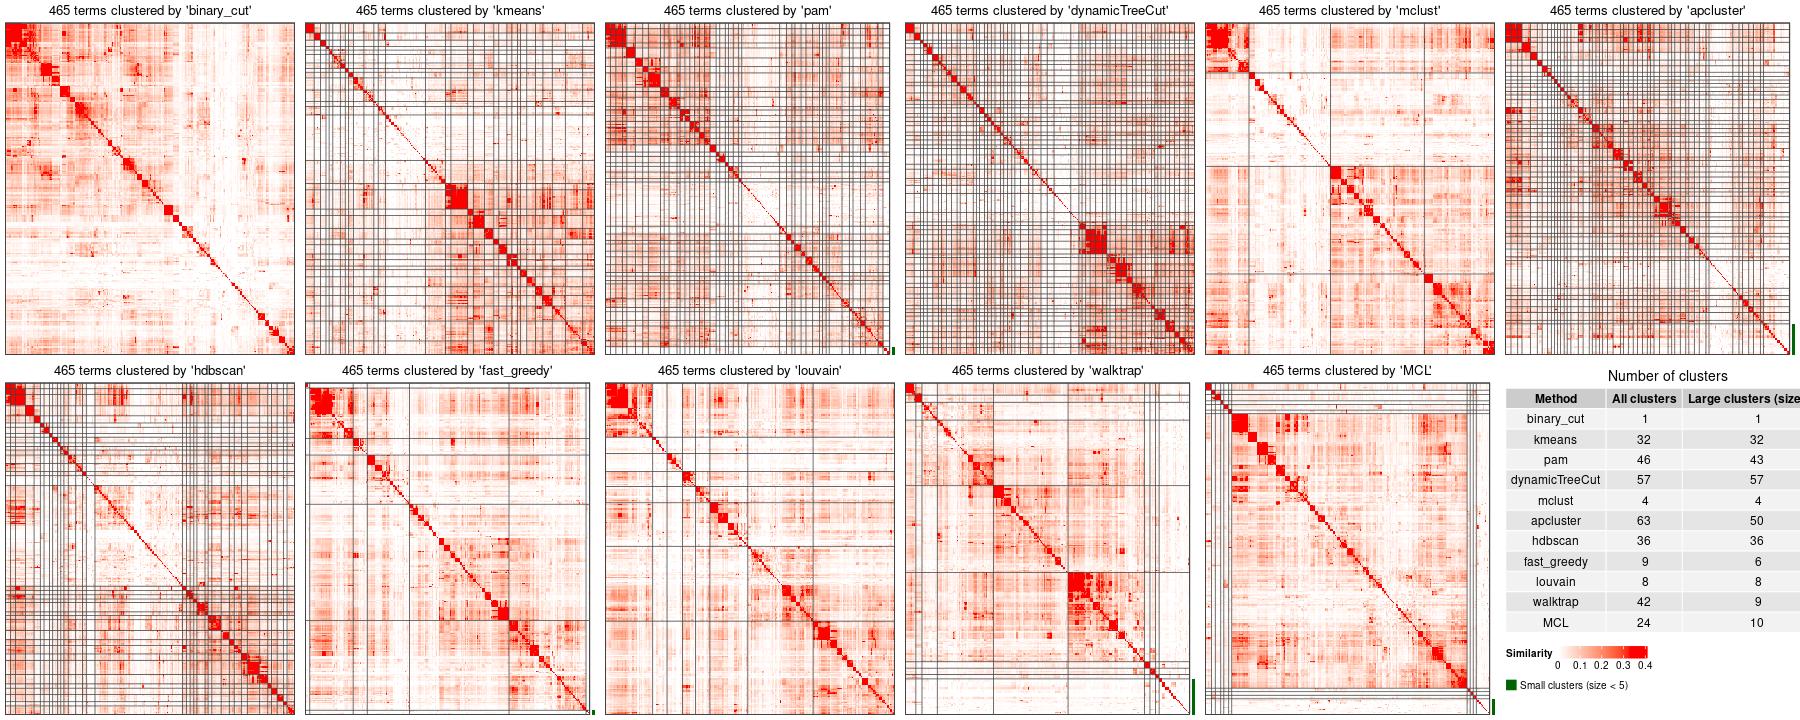 465 terms clustered by 'binary_cut'
465 terms clustered by 'kmeans'
465 terms clustered by 'pam'
465 terms clustered by 'dynamicTreeCut'
465 terms clustered by 'mclust'
465 terms clustered by 'apcluster'
465 terms clustered by 'hdbscan'
465 terms clustered by 'fast_greedy'
465 terms clustered by 'louvain'
465 terms clustered by 'walktrap'
465 terms clustered by 'MCL'
Number of clusters
Method All clusters Large clusters (size
binary_cut 1 1
kmeans 32 32
pam 46 43
dynamicTreeCut 57 57
mclust 4 4
apcluster 63 50
hdbscan 36 36
fast_greedy 9 6
louvain 8 8
walktrap 42 9
MCL 24 10
Similarity
0 0.1 0.2 0.3 0.4
Small clusters (size < 5)